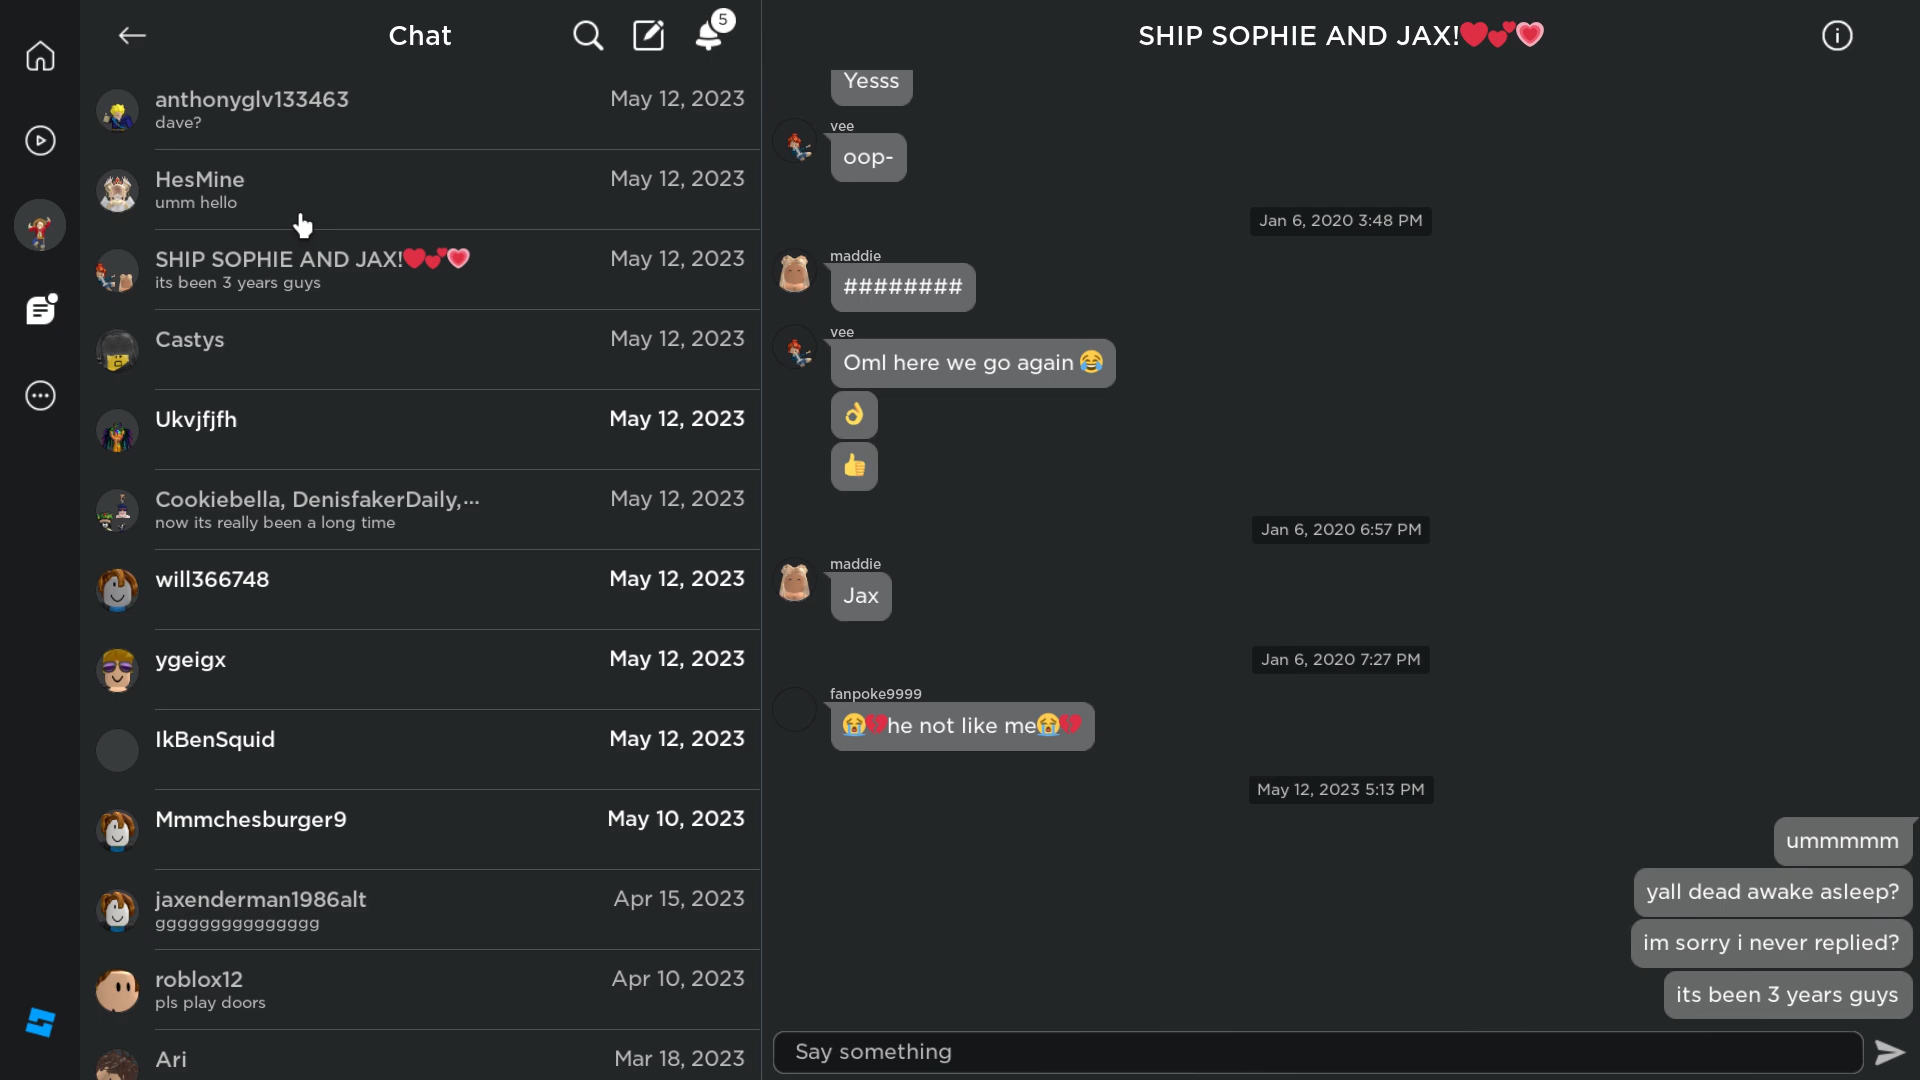 Chat
5
anthonyglv133463 May 12, 2023
dave?
HesMine May 12, 2023
umm hello
SHIP SOPHIE AND JAX!❤️💕💗 May 12, 2023
its been 3 years guys
Castys May 12, 2023
Ukvjfjfh May 12, 2023
Cookiebella, DenisfakerDaily,... May 12, 2023
now its really been a long time
will366748 May 12, 2023
ygeigx May 12, 2023
IkBenSquid May 12, 2023
Mmmchesburger9 May 10, 2023
jaxenderman1986alt Apr 15, 2023
ggggggggggggggg
roblox12 Apr 10, 2023
pls play doors
Ari Mar 18, 2023
SHIP SOPHIE AND JAX!❤️💕💗
Yesss
vee
oop-
Jan 6, 2020 3:48 PM
maddie
########
vee
Oml here we go again 😂
👌
👍
Jan 6, 2020 6:57 PM
maddie
Jax
Jan 6, 2020 7:27 PM
fanpoke9999
😭💔he not like me😭💔
May 12, 2023 5:13 PM
ummmmm
yall dead awake asleep?
im sorry i never replied?
its been 3 years guys
Say something